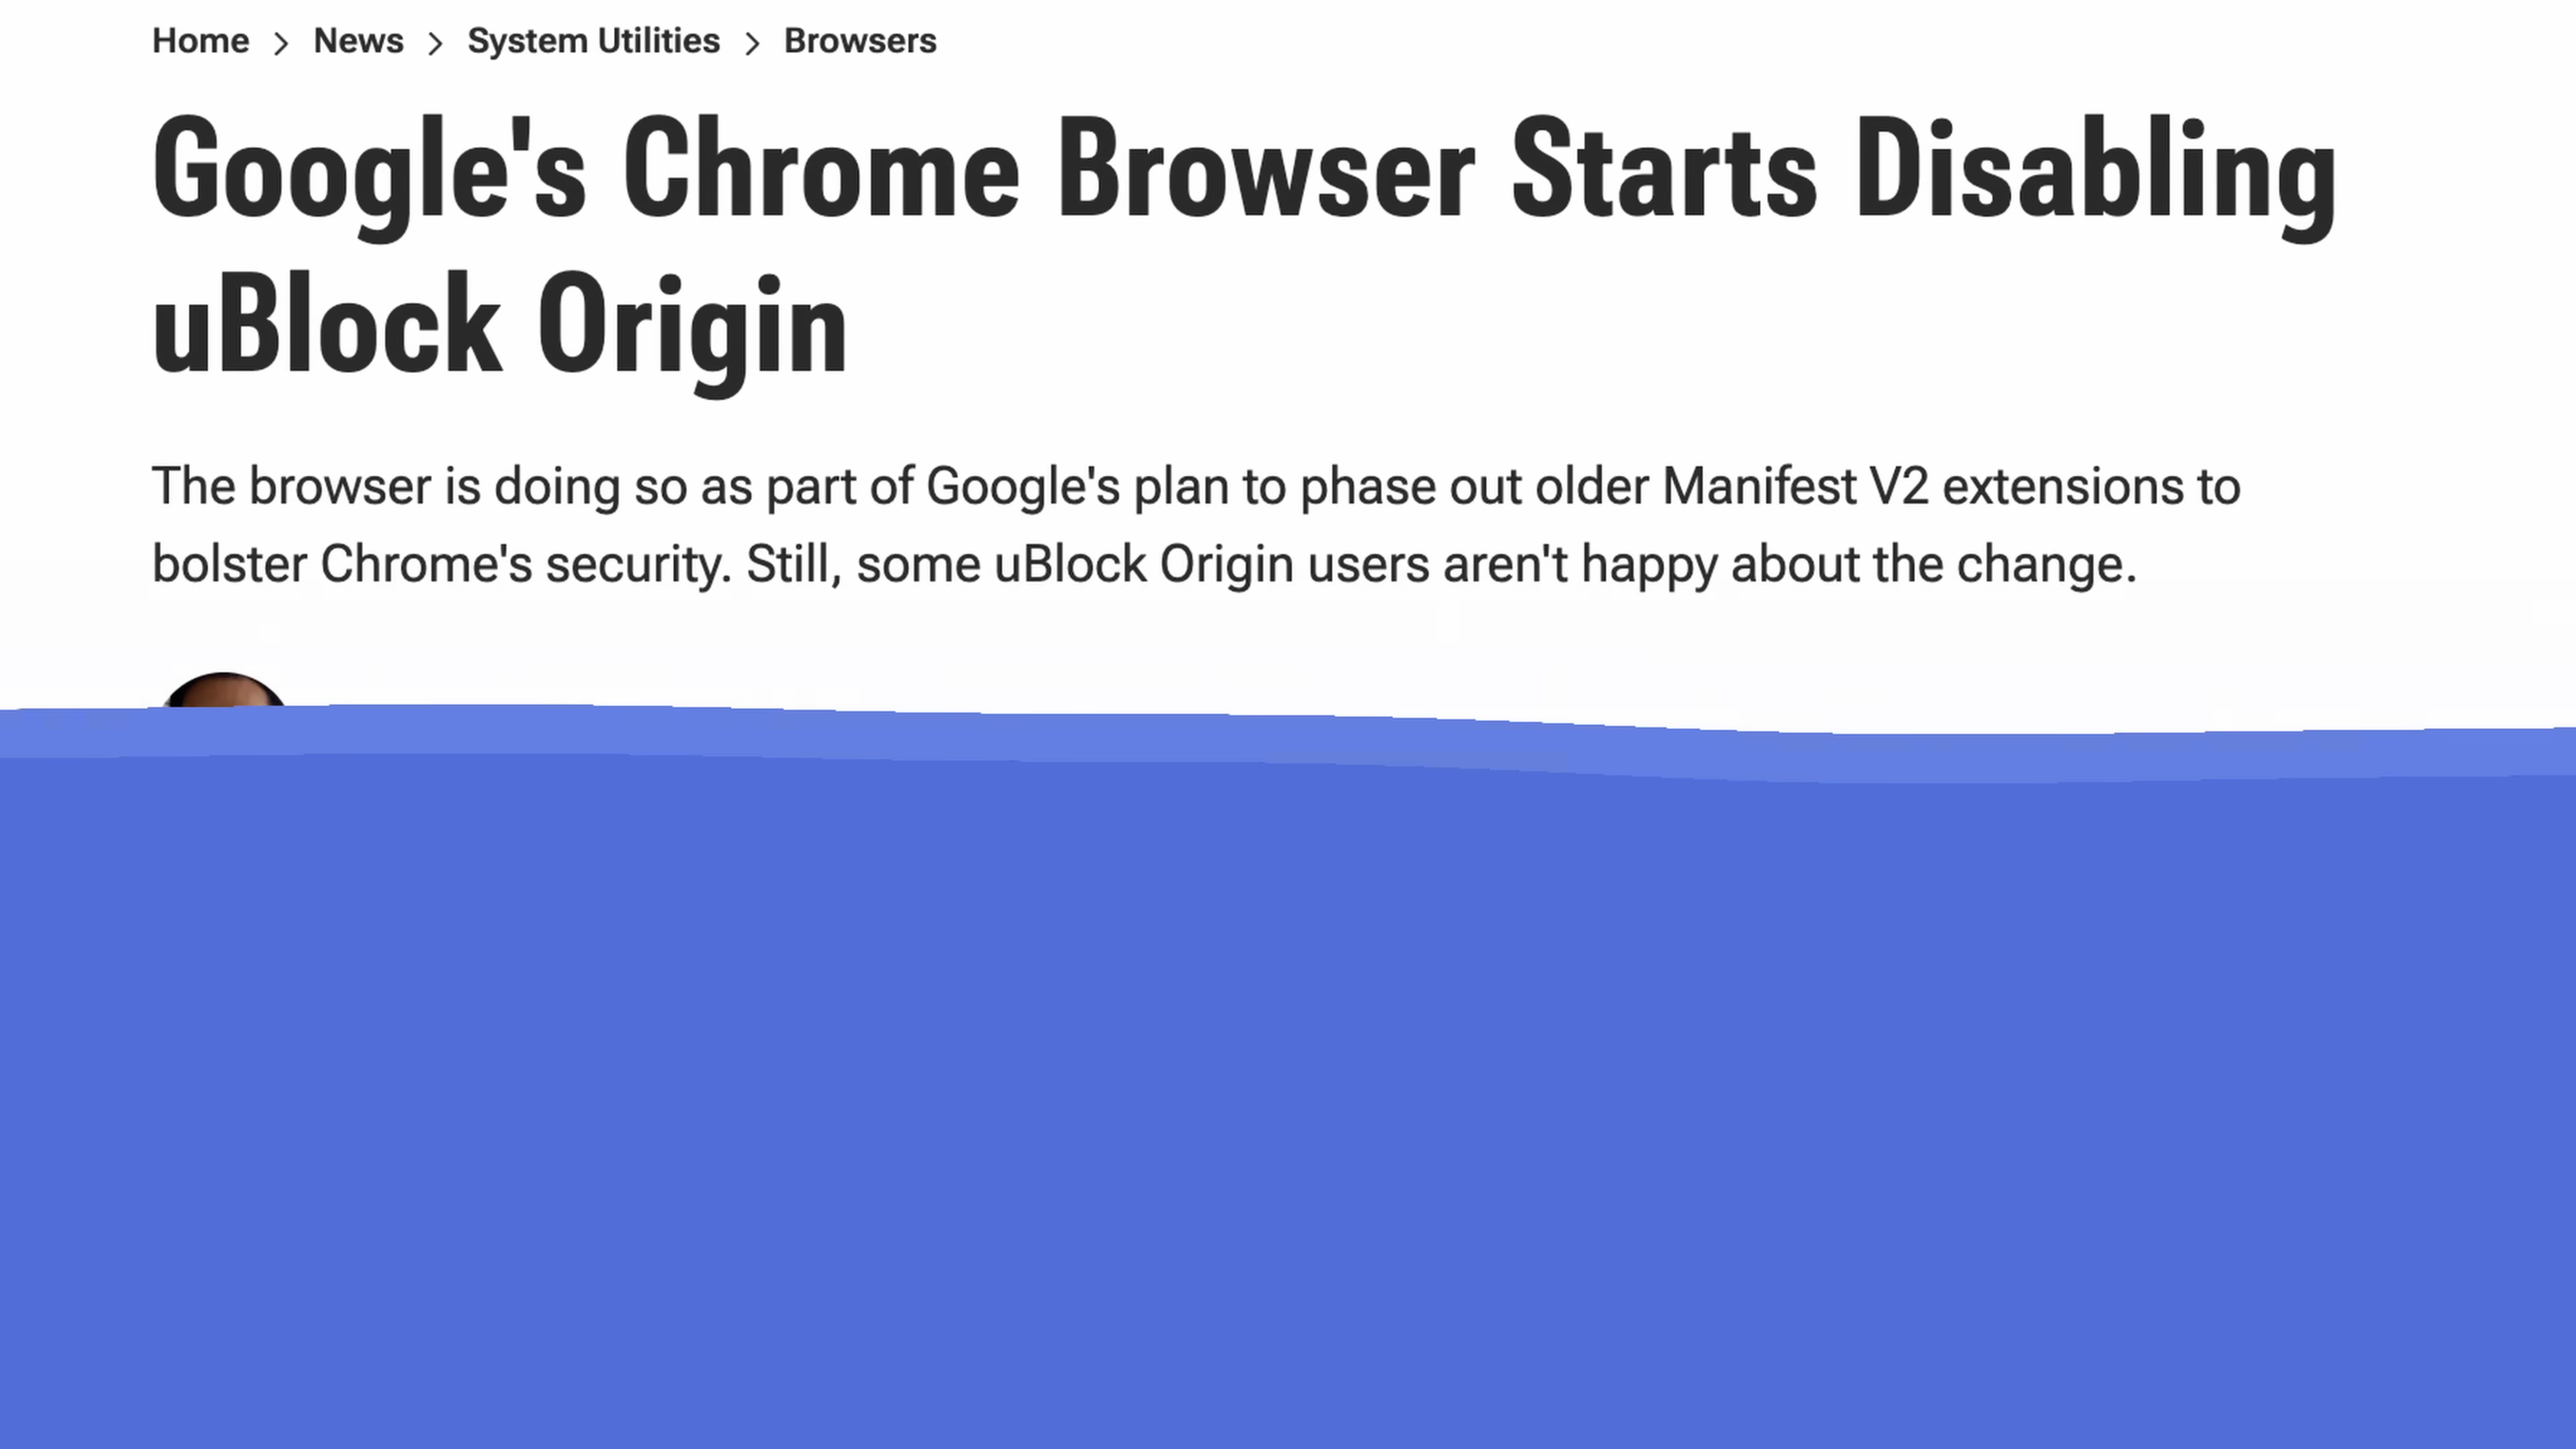 Home > News > System Utilities > Browsers
Google's Chrome Browser Starts Disabling
uBlock Origin
The browser is doing so as part of Google's plan to phase out older Manifest V2 extensions to
bolster Chrome's security. Still, some uBlock Origin users aren't happy about the change.